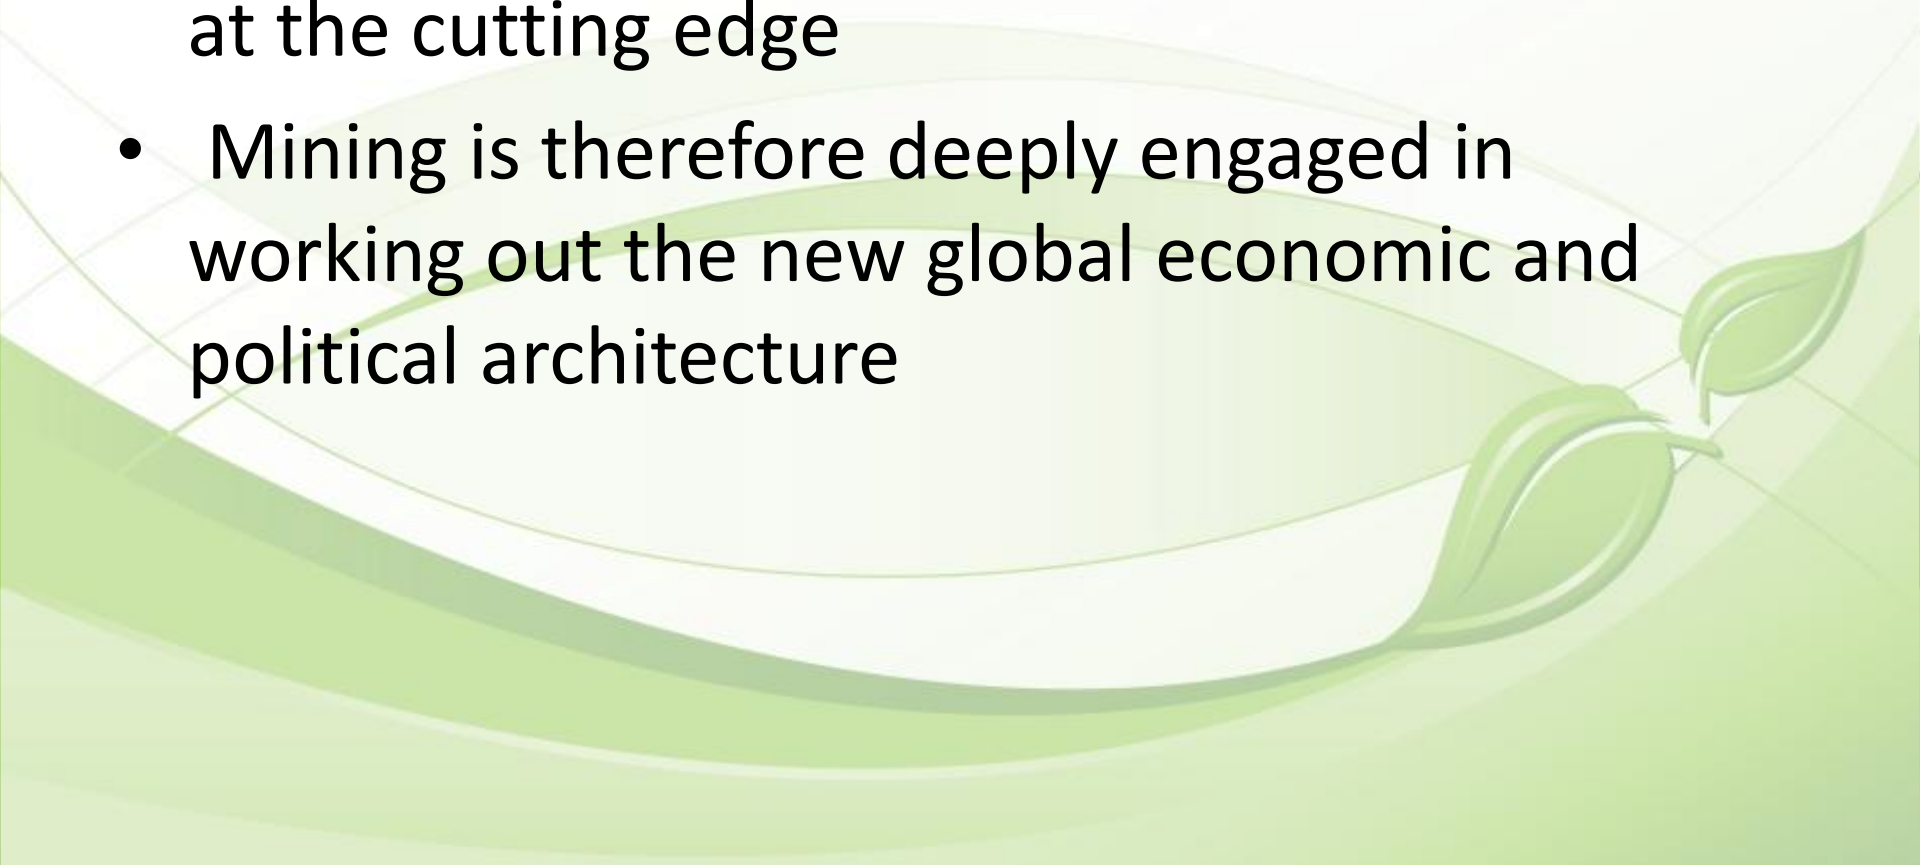 at the cutting edge
• Mining is therefore deeply engaged in
working out the new global economic and
political architecture